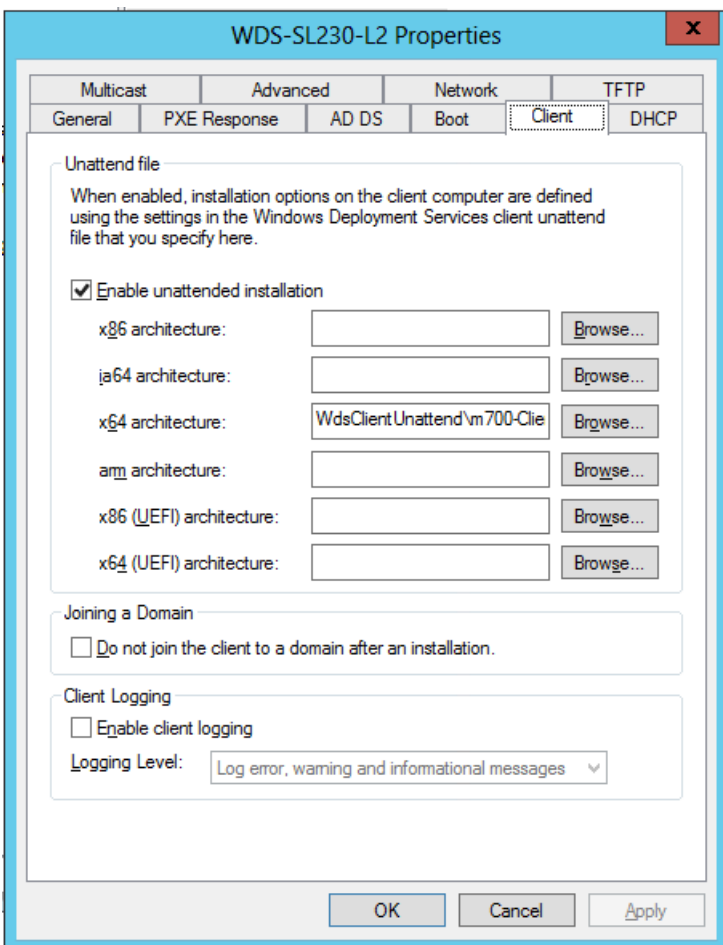 WDS-SL230-L2 Properties
x
Multicast Advanced Network TFTP
General PXE Response AD DS Boot Client DHCP
Unattend file
When enabled, installation options on the client computer are defined
using the settings in the Windows Deployment Services client unattend
file that you specify here.
Enable unattended installation
x86 architecture: Browse...
ia64 architecture: Browse...
x64 architecture: WdsClientUnattend\m700-Clie Browse...
arm architecture: Browse...
x86 (UEFI) architecture: Browse...
x64 (UEFI) architecture: Browse...
Joining a Domain
Do not join the client to a domain after an installation.
Client Logging
Enable client logging
Logging Level: Log error, warning and informational messages
OK Cancel Apply